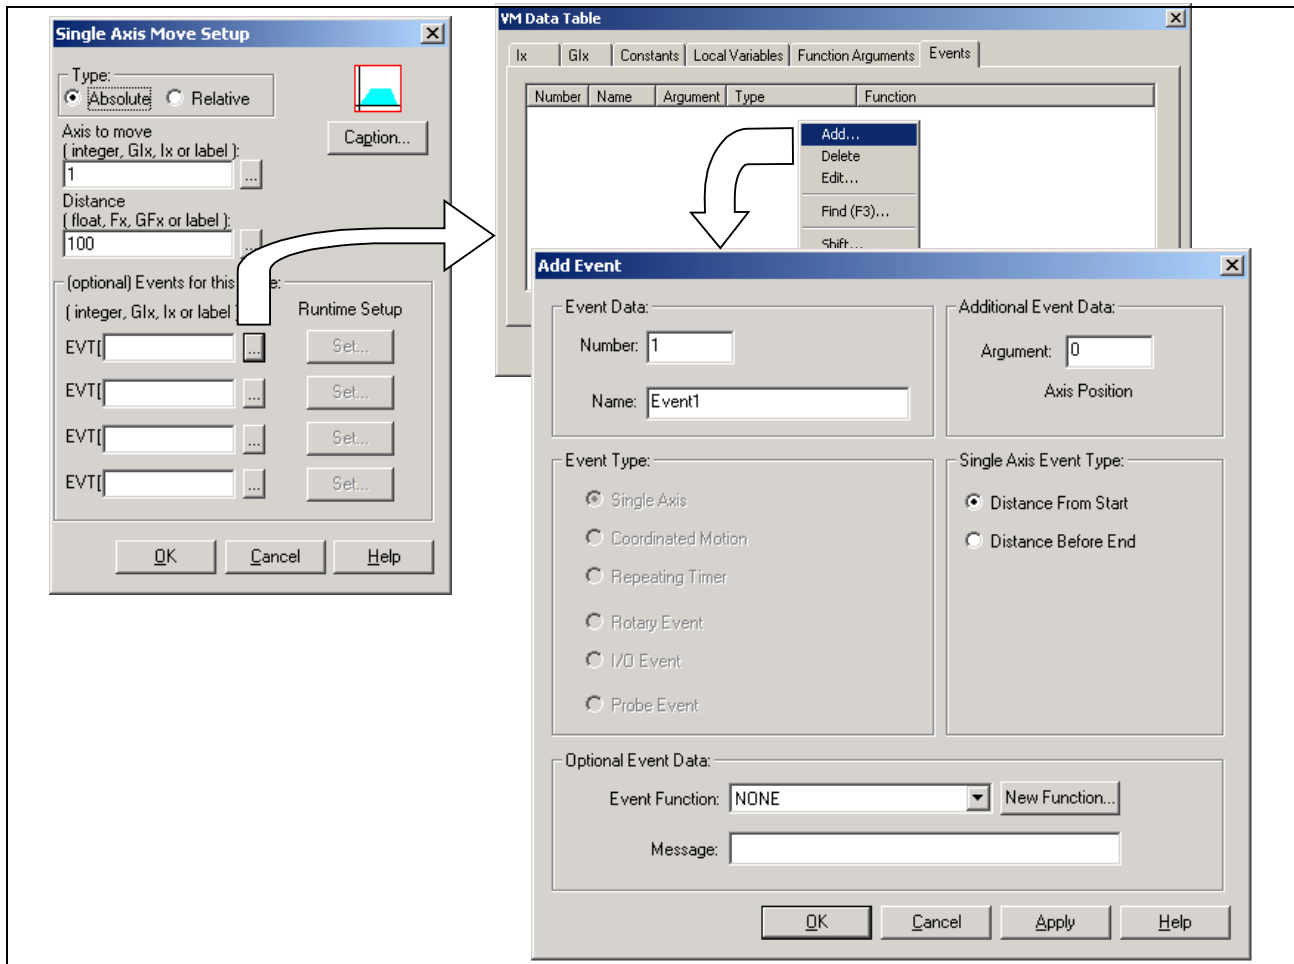 Single Axis Move Setup
Type:
Absolute
Relative
Caption...
Axis to move
( integer, GIx, Ix or label ):
1
...
Distance
( float, Fx, GFx or label ):
100
...
(optional) Events for this
e:
( integer, GIx, Ix or label
Runtime Setup
EVT[
...
Set...
EVT[
...
Set...
EVT[
...
Set...
EVT[
...
Set...
OK
Cancel
Help
VM Data Table
Ix
GIx
Constants
Local Variables
Function Arguments
Events
Number
Name
Argument
Type
Function
Add...
Delete
Edit...
Find (F3)...
Shift...
Add Event
Event Data:
Number:
1
Name:
Event1
Additional Event Data:
Argument:
0
Axis Position
Event Type:
Single Axis
Coordinated Motion
Repeating Timer
Rotary Event
I/O Event
Probe Event
Single Axis Event Type:
Distance From Start
Distance Before End
Optional Event Data:
Event Function:
NONE
New Function...
Message:
OK
Cancel
Apply
Help